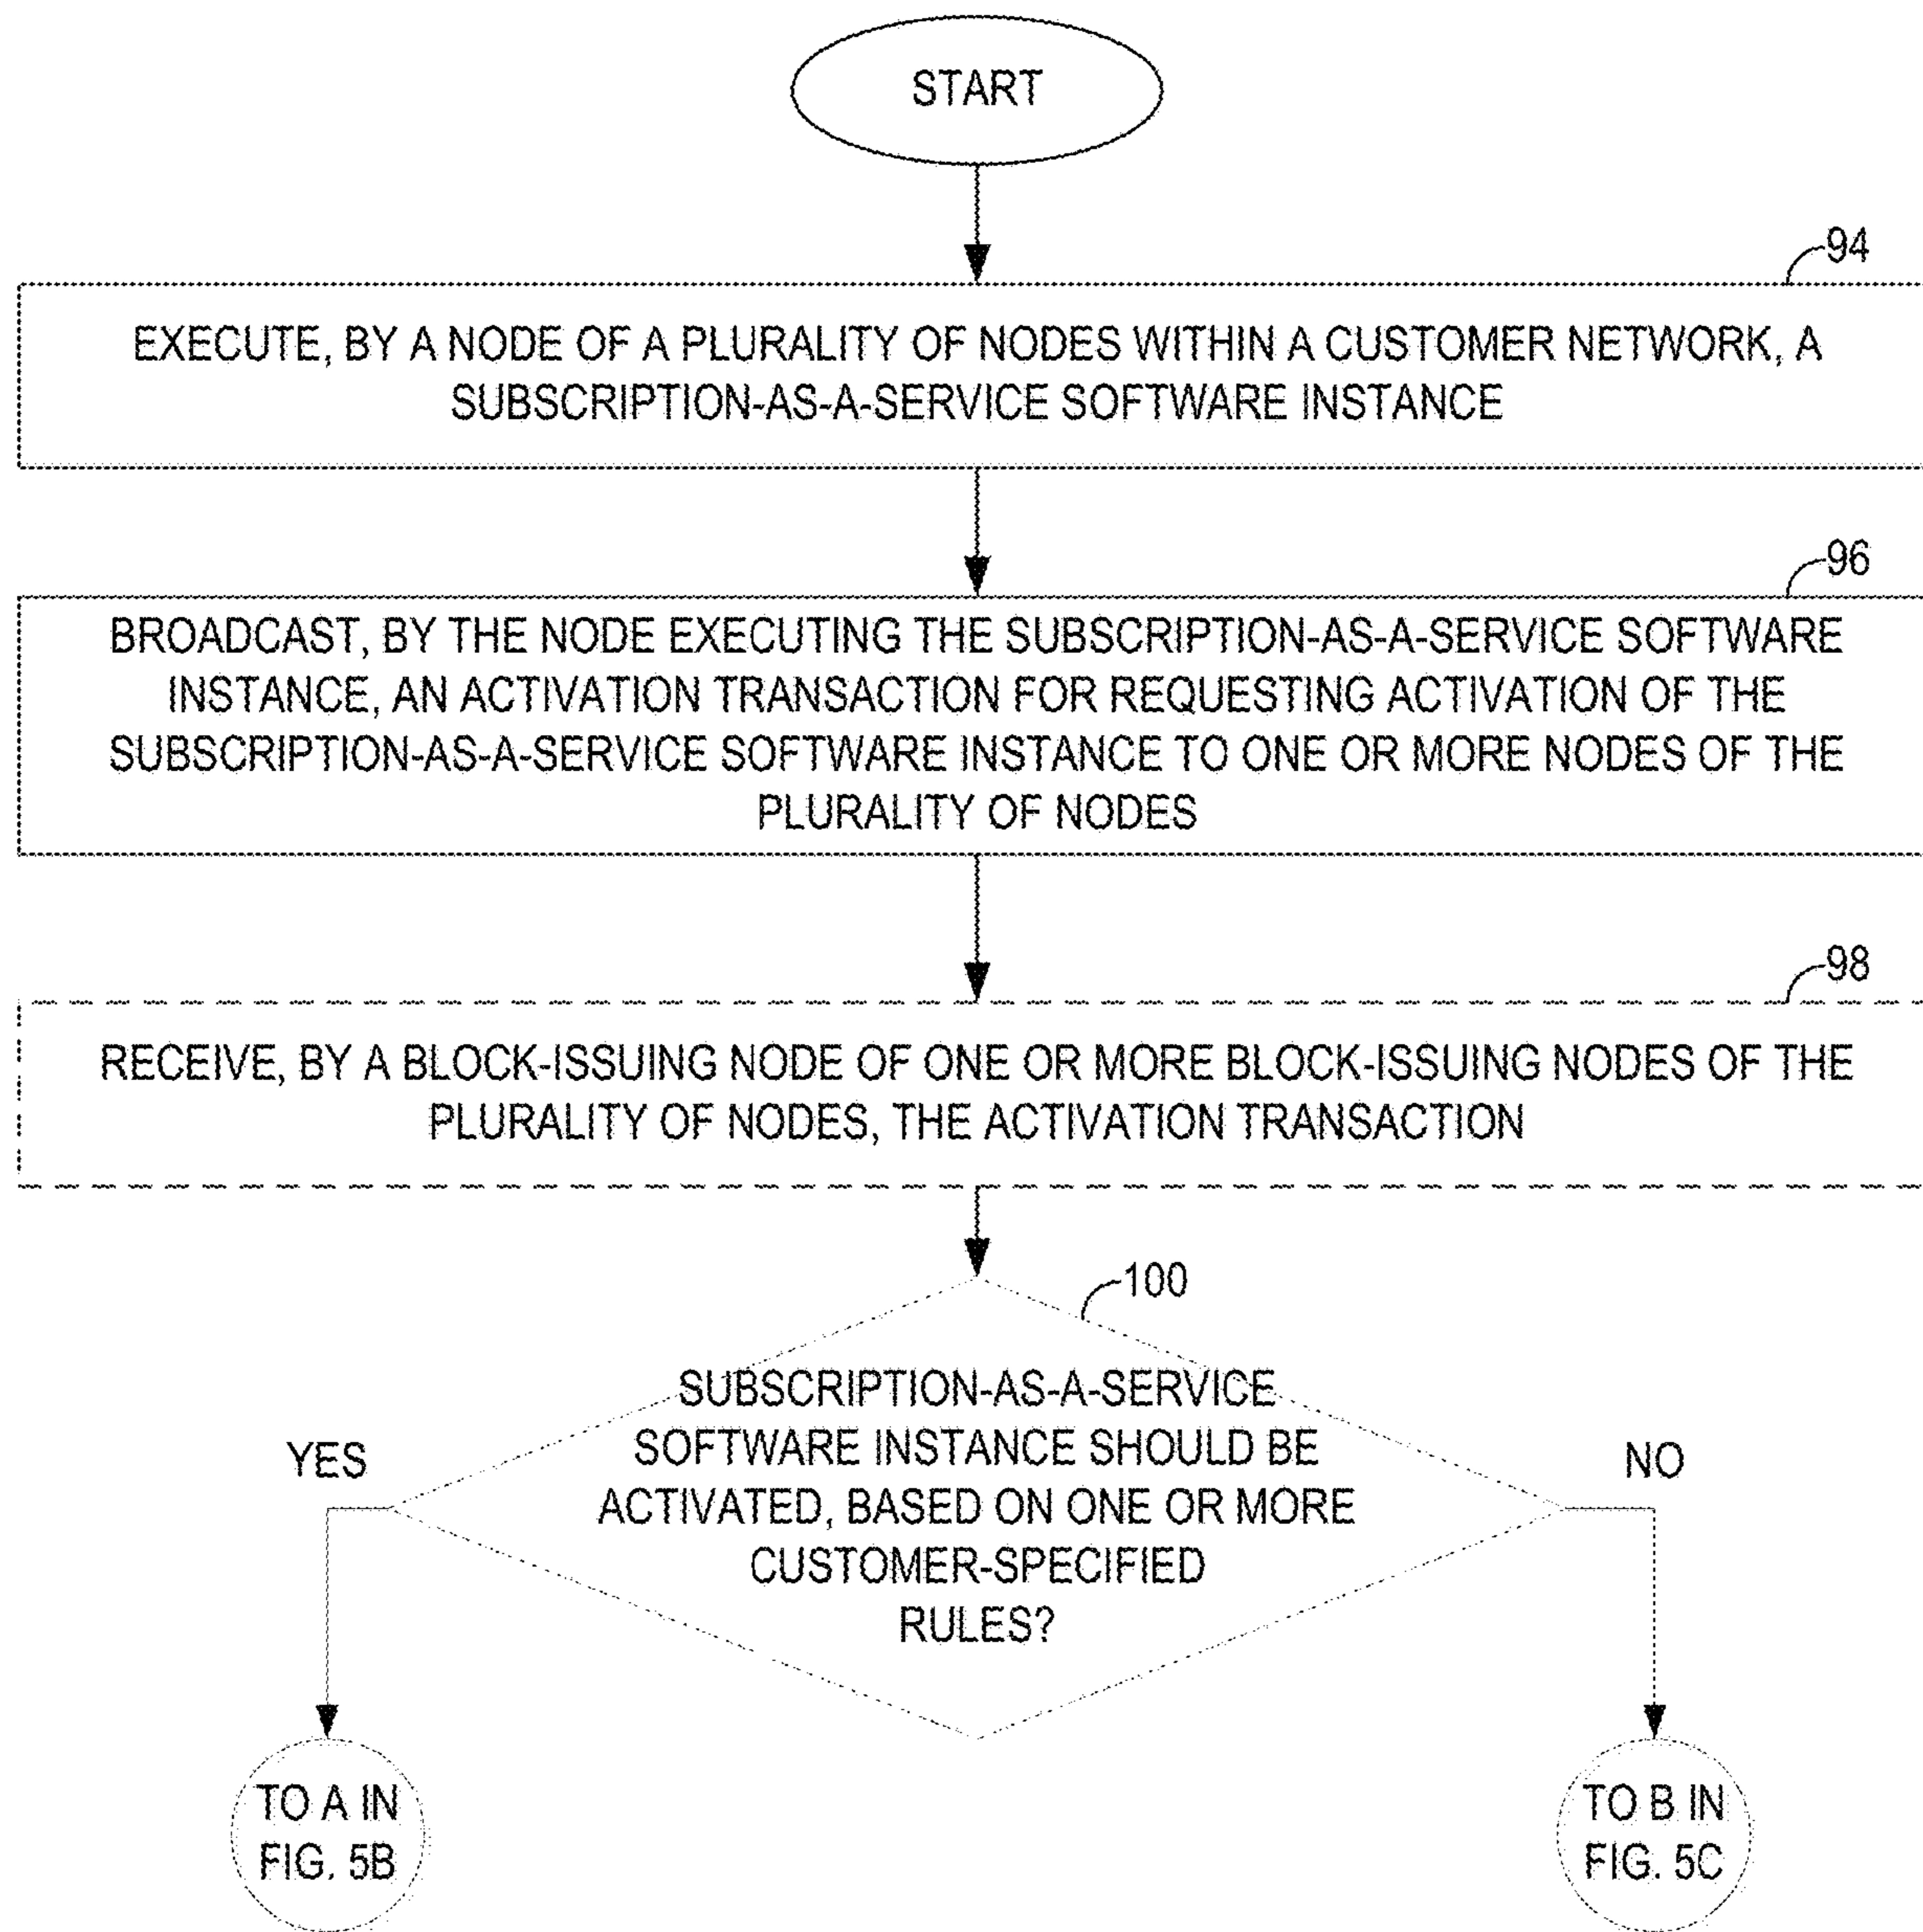 START
94
EXECUTE, BY A NODE OF A PLURALITY OF NODES WITHIN A CUSTOMER NETWORK, A
SUBSCRIPTION-AS-A-SERVICE SOFTWARE INSTANCE
96
BROADCAST, BY THE NODE EXECUTING THE SUBSCRIPTION-AS-A-SERVICE SOFTWARE
INSTANCE, AN ACTIVATION TRANSACTION FOR REQUESTING ACTIVATION OF THE
SUBSCRIPTION-AS-A-SERVICE SOFTWARE INSTANCE TO ONE OR MORE NODES OF THE
PLURALITY OF NODES
98
RECEIVE, BY A BLOCK-ISSUING NODE OF ONE OR MORE BLOCK-ISSUING NODES OF THE
PLURALITY OF NODES, THE ACTIVATION TRANSACTION
100
SUBSCRIPTION-AS-A-SERVICE
SOFTWARE INSTANCE SHOULD BE
ACTIVATED, BASED ON ONE OR MORE
CUSTOMER-SPECIFIED
RULES?
YES
NO
TO A IN
FIG. 5B
TO B IN
FIG. 5C